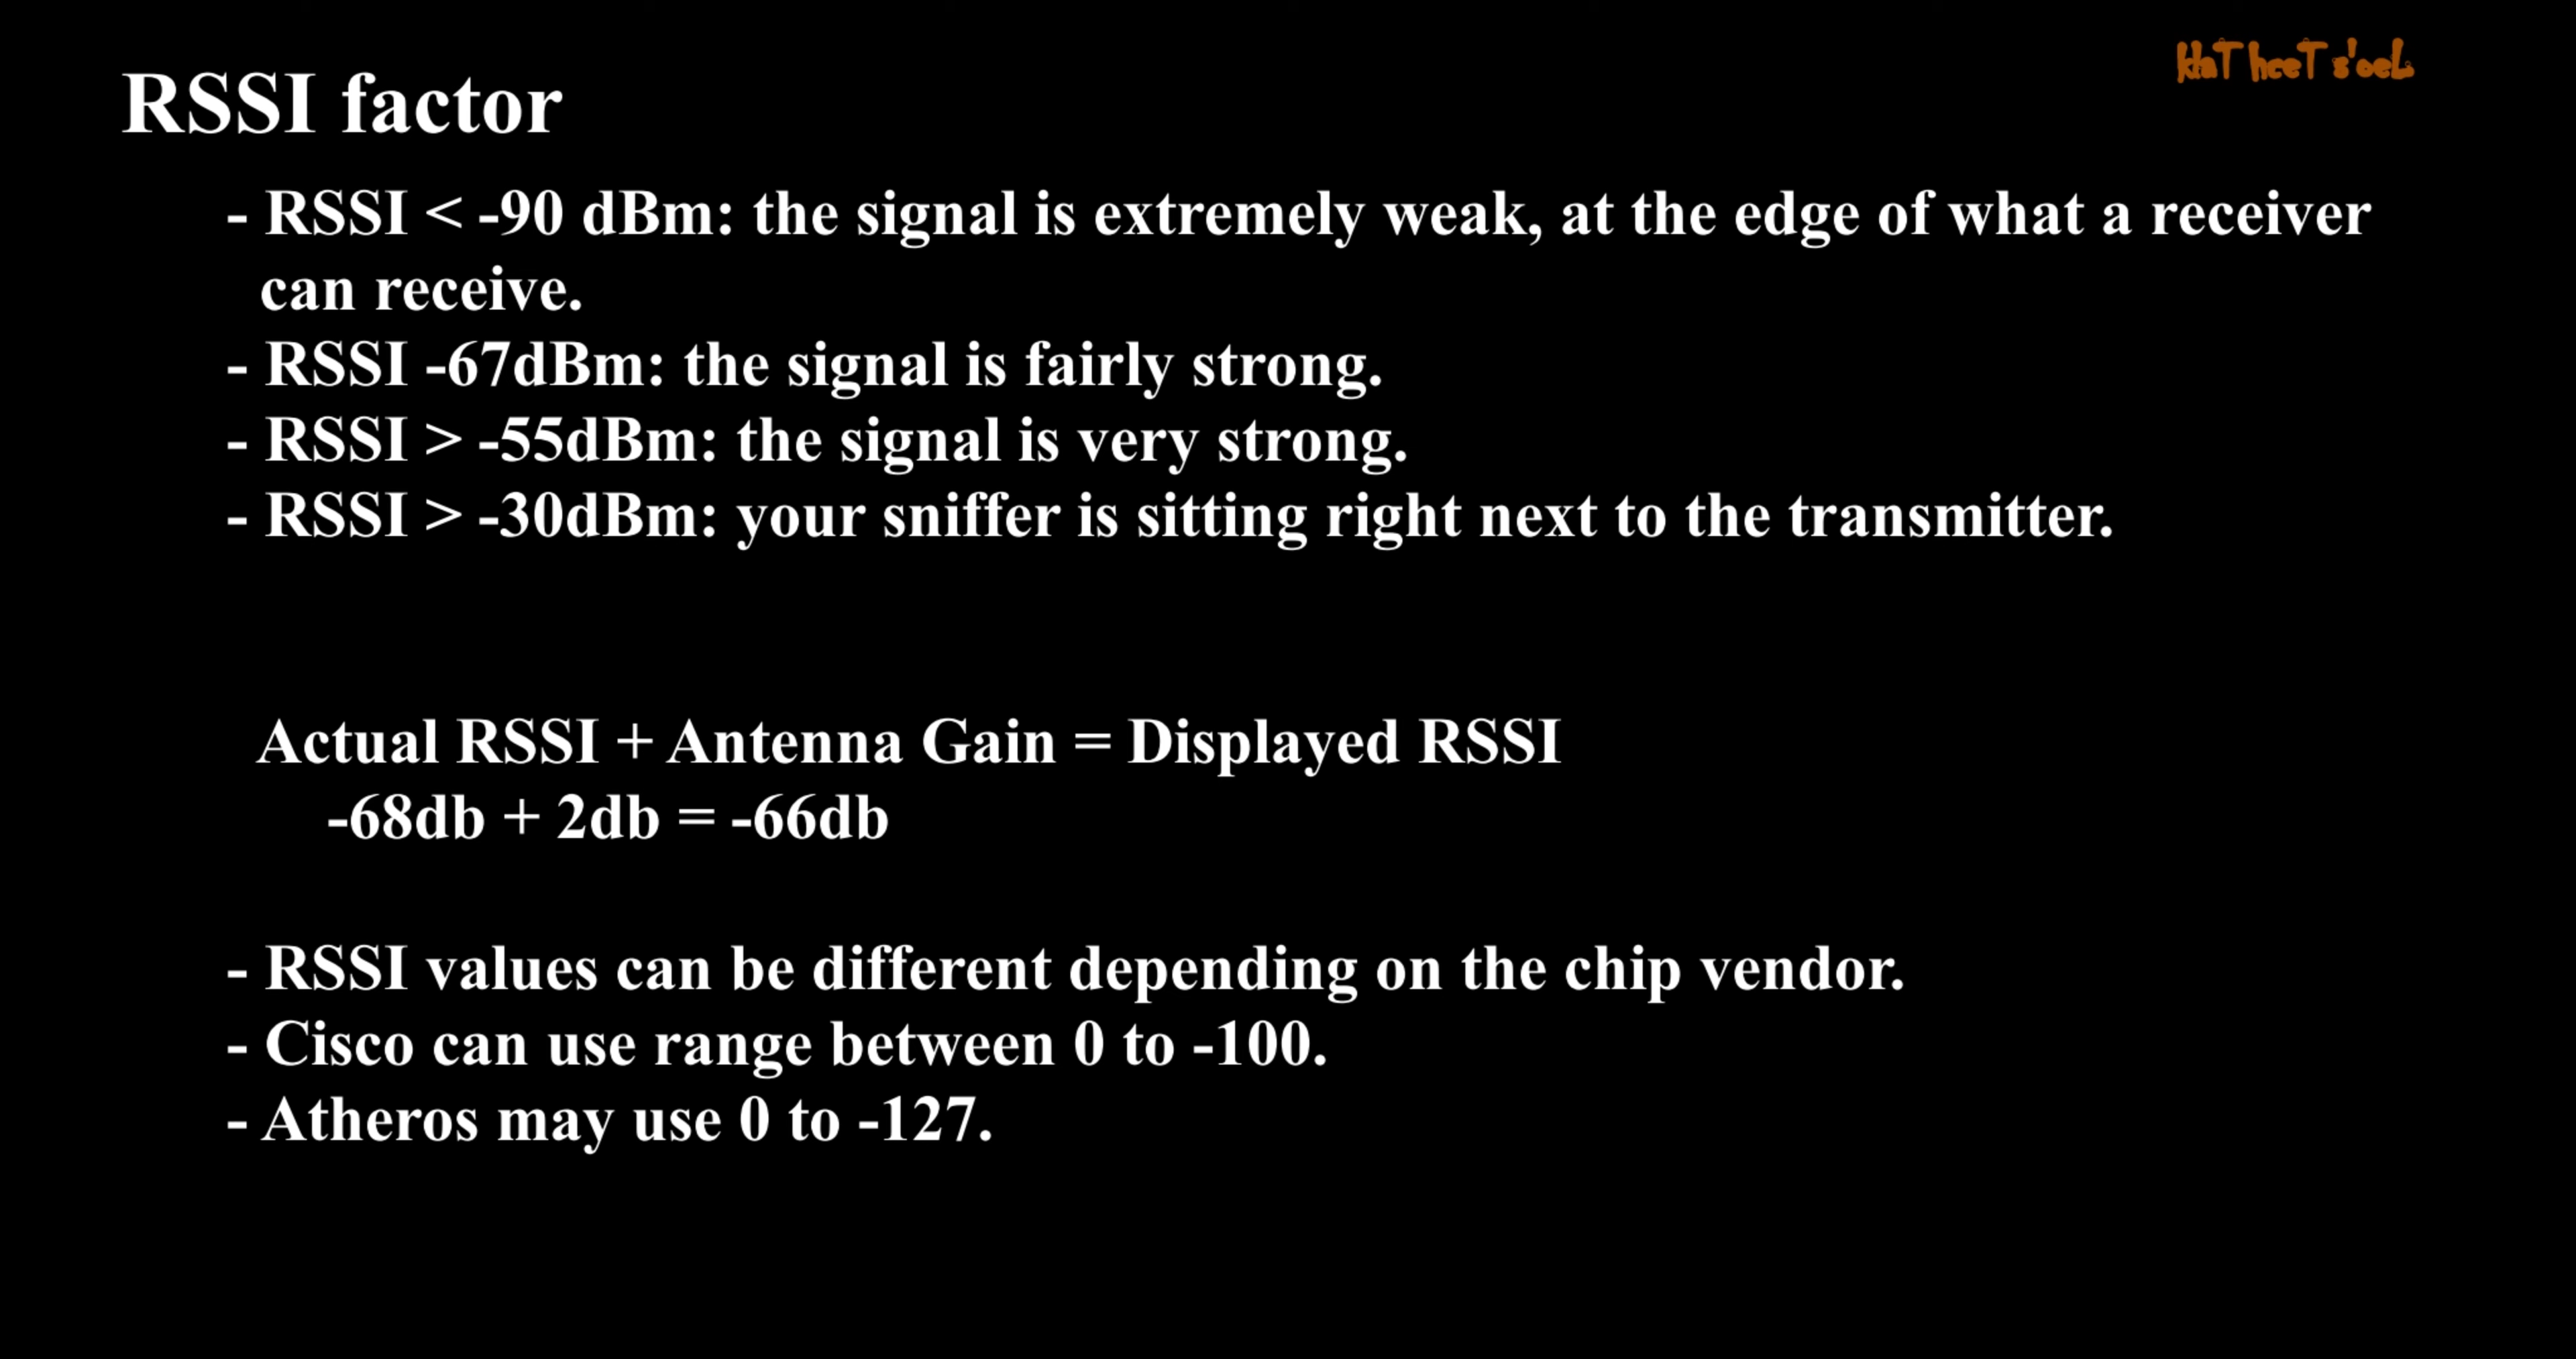 klaT hceT s'oeL
RSSI factor
- RSSI < -90 dBm: the signal is extremely weak, at the edge of what a receiver
can receive.
- RSSI -67dBm: the signal is fairly strong.
- RSSI > -55dBm: the signal is very strong.
- RSSI > -30dBm: your sniffer is sitting right next to the transmitter.
Actual RSSI + Antenna Gain = Displayed RSSI
-68db + 2db = -66db
- RSSI values can be different depending on the chip vendor.
- Cisco can use range between 0 to -100.
- Atheros may use 0 to -127.